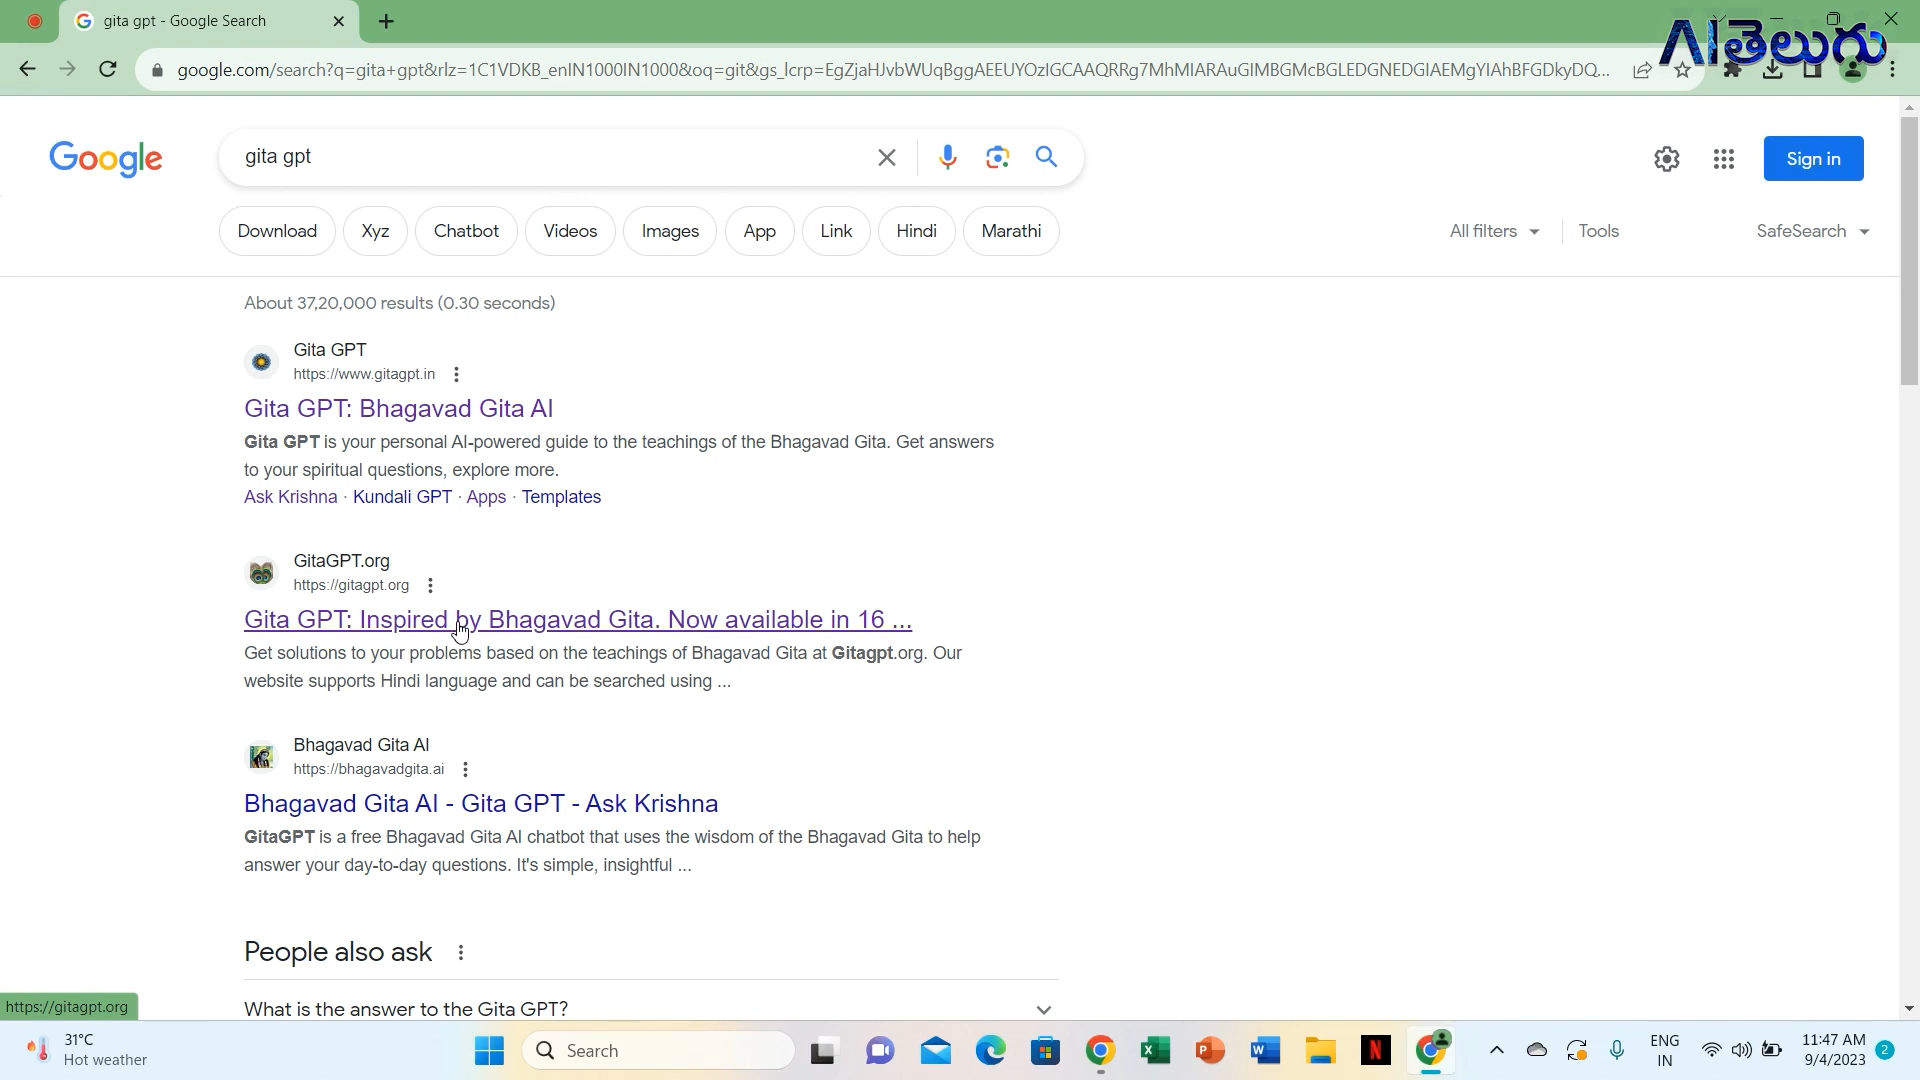 gita gpt - Google Search
google.com/search?q=gita+gpt&rlz=1C1VDKB_enIN1000IN1000&oq=git&gs_lcrp=EgZjaHJvbWUqBggAEEUYOzIGCAAQRRg7MhMIARAuGIMBGMcBGLEDGNEDGIAEMgYIAhBFGDkyDQ...
AIతెలుగు
Google
gita gpt
Sign in
Download
Xyz
Chatbot
Videos
Images
App
Link
Hindi
Marathi
All filters
Tools
SafeSearch
About 37,20,000 results (0.30 seconds)
Gita GPT
https://www.gitagpt.in
Gita GPT: Bhagavad Gita AI
Gita GPT is your personal AI-powered guide to the teachings of the Bhagavad Gita. Get answers
to your spiritual questions, explore more.
Ask Krishna · Kundali GPT · Apps · Templates
GitaGPT.org
https://gitagpt.org
Gita GPT: Inspired by Bhagavad Gita. Now available in 16 ...
Get solutions to your problems based on the teachings of Bhagavad Gita at Gitagpt.org. Our
website supports Hindi language and can be searched using ...
Bhagavad Gita AI
https://bhagavadgita.ai
Bhagavad Gita AI - Gita GPT - Ask Krishna
GitaGPT is a free Bhagavad Gita AI chatbot that uses the wisdom of the Bhagavad Gita to help
answer your day-to-day questions. It's simple, insightful ...
People also ask
What is the answer to the Gita GPT?
https://gitagpt.org
31°C
Hot weather
Search
ENG
IN
11:47 AM
9/4/2023
2